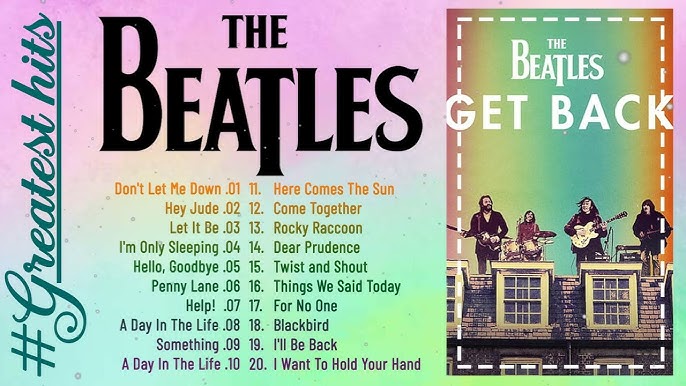 #Greatest hits
THE
BEATLES
Don't Let Me Down .01
Hey Jude .02
Let It Be .03
I'm Only Sleeping .04
Hello, Goodbye .05
Penny Lane .06
Help! .07
A Day In The Life .08
Something .09
A Day In The Life .10
11. Here Comes The Sun
12. Come Together
13. Rocky Raccoon
14. Dear Prudence
15. Twist and Shout
16. Things We Said Today
17. For No One
18. Blackbird
19. I'll Be Back
20. I Want To Hold Your Hand
THE
BEATLES
GET BACK